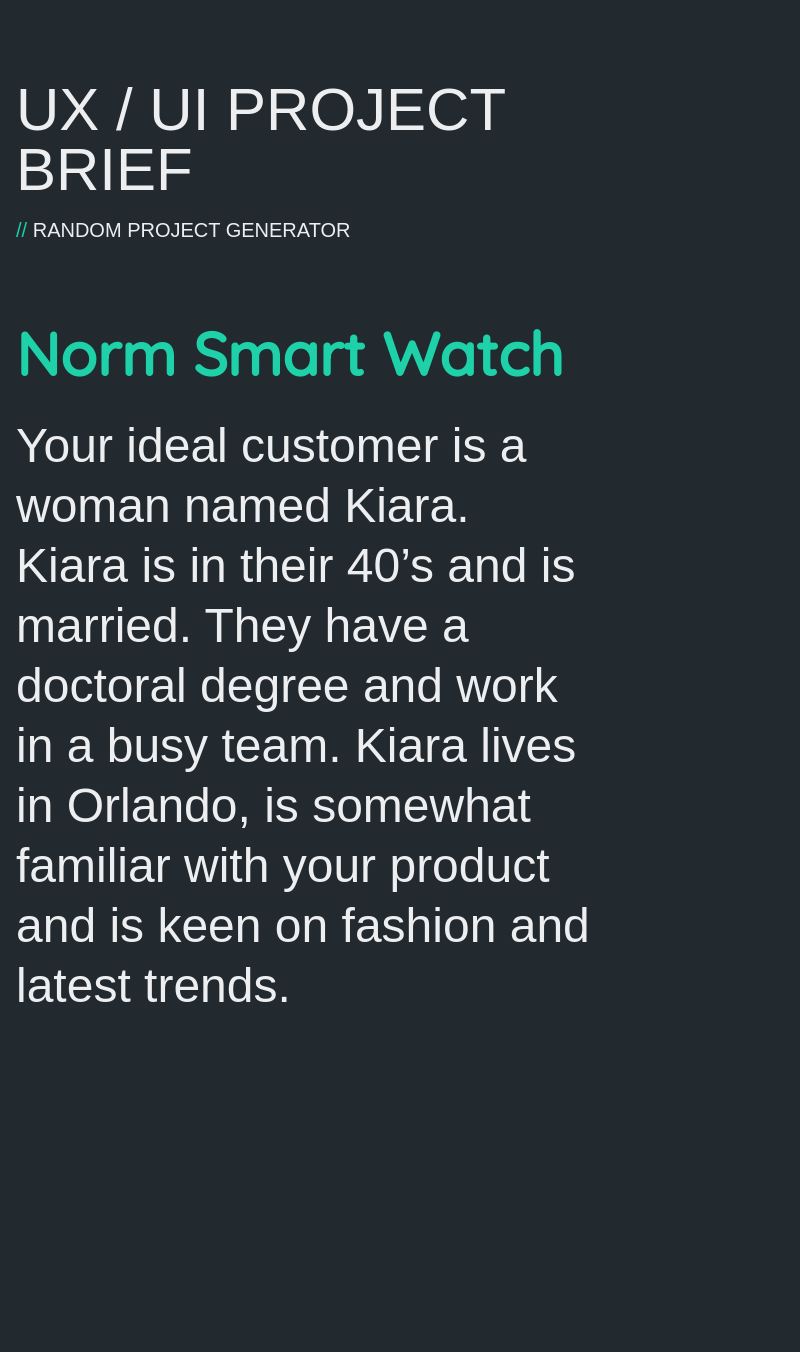 UX / UI PROJECT
BRIEF
// RANDOM PROJECT GENERATOR
Norm Smart Watch
Your ideal customer is a
woman named Kiara.
Kiara is in their 40’s and is
married. They have a
doctoral degree and work
in a busy team. Kiara lives
in Orlando, is somewhat
familiar with your product
and is keen on fashion and
latest trends.